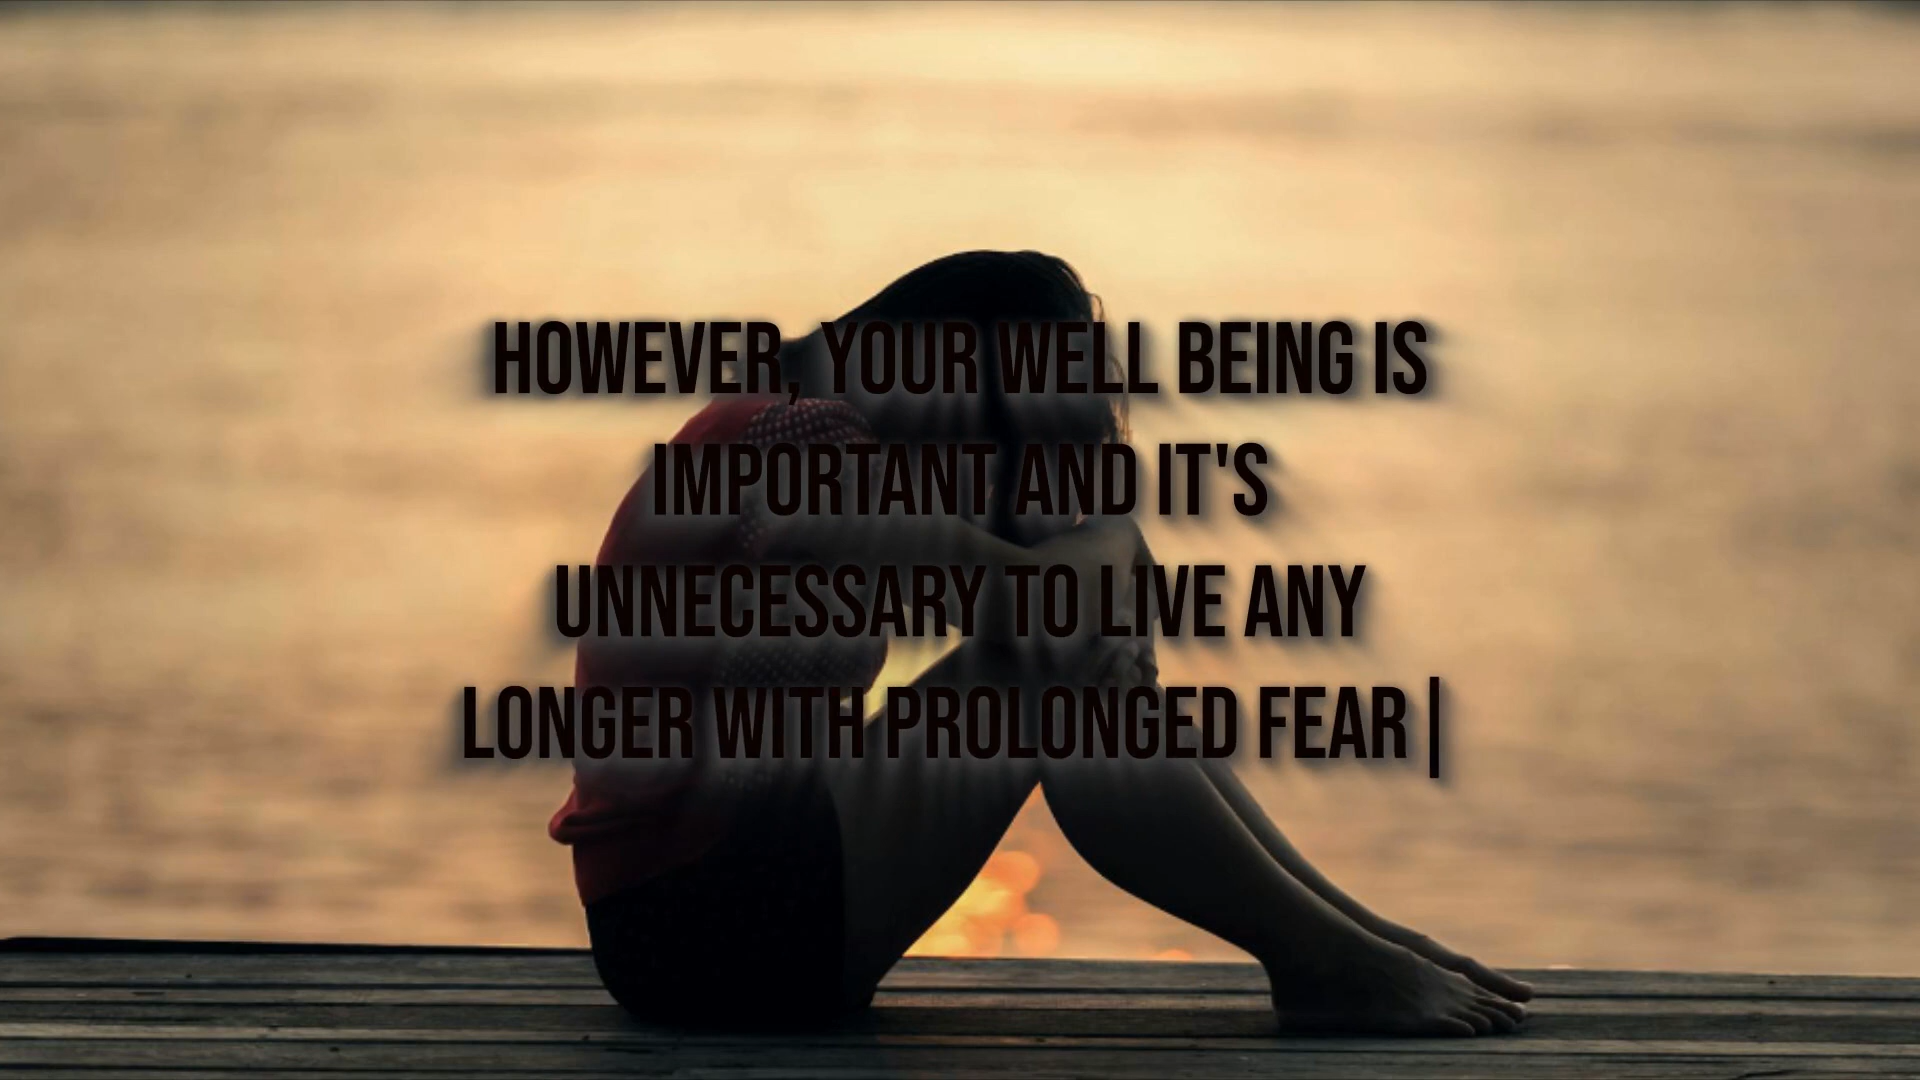 HOWEVER, YOUR WELL BEING IS
IMPORTANT AND IT'S
UNNECESSARY TO LIVE ANY
LONGER WITH PROLONGED FEAR|